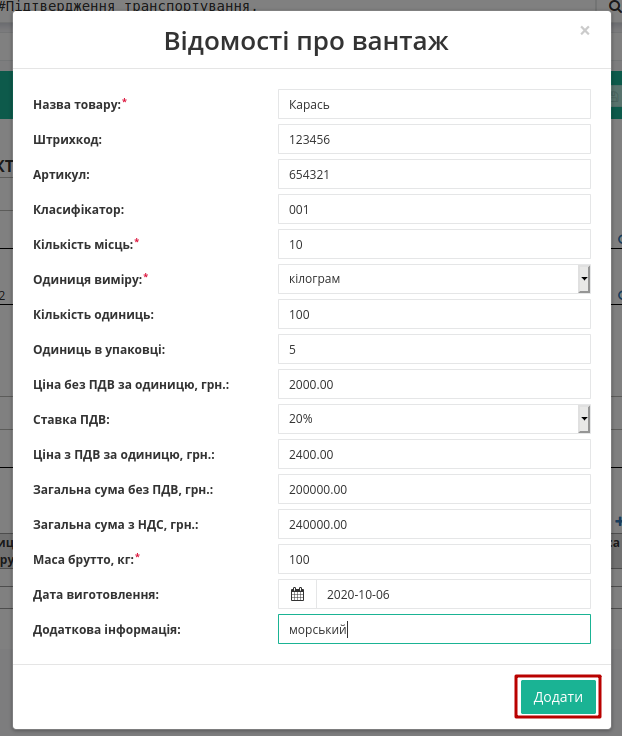 #Підтвердження транспортування.
Відомості про вантаж ×
Назва товару:* Карась
Штрихкод: 123456
Артикул: 654321
Класифікатор: 001
Кількість місць:* 10
Одиниця виміру:* кілограм
Кількість одиниць: 100
Одиниць в упаковці: 5
Ціна без ПДВ за одиницю, грн.: 2000.00
Ставка ПДВ: 20%
Ціна з ПДВ за одиницю, грн.: 2400.00
Загальна сума без ПДВ, грн.: 200000.00
Загальна сума з НДС, грн.: 240000.00
Маса брутто, кг:* 100
Дата виготовлення: 2020-10-06
Додаткова інформація: морський
Додати